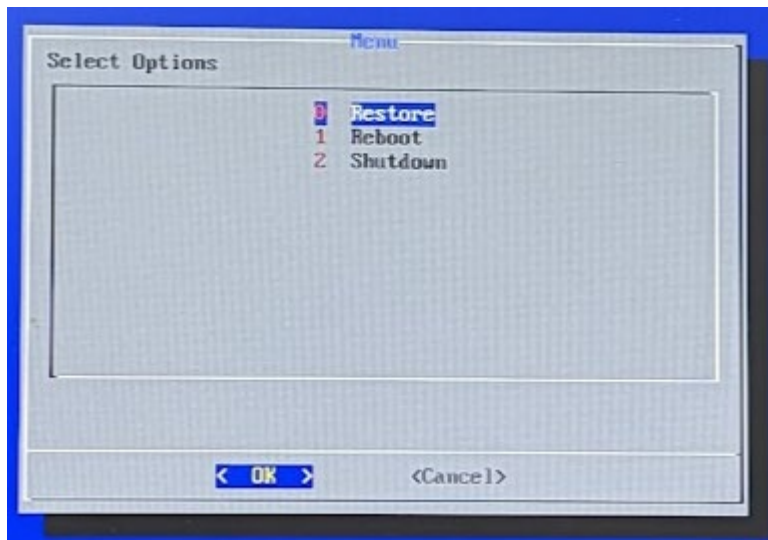 Menu
Select Options
0 Restore
1 Reboot
2 Shutdown
< OK > <Cancel>